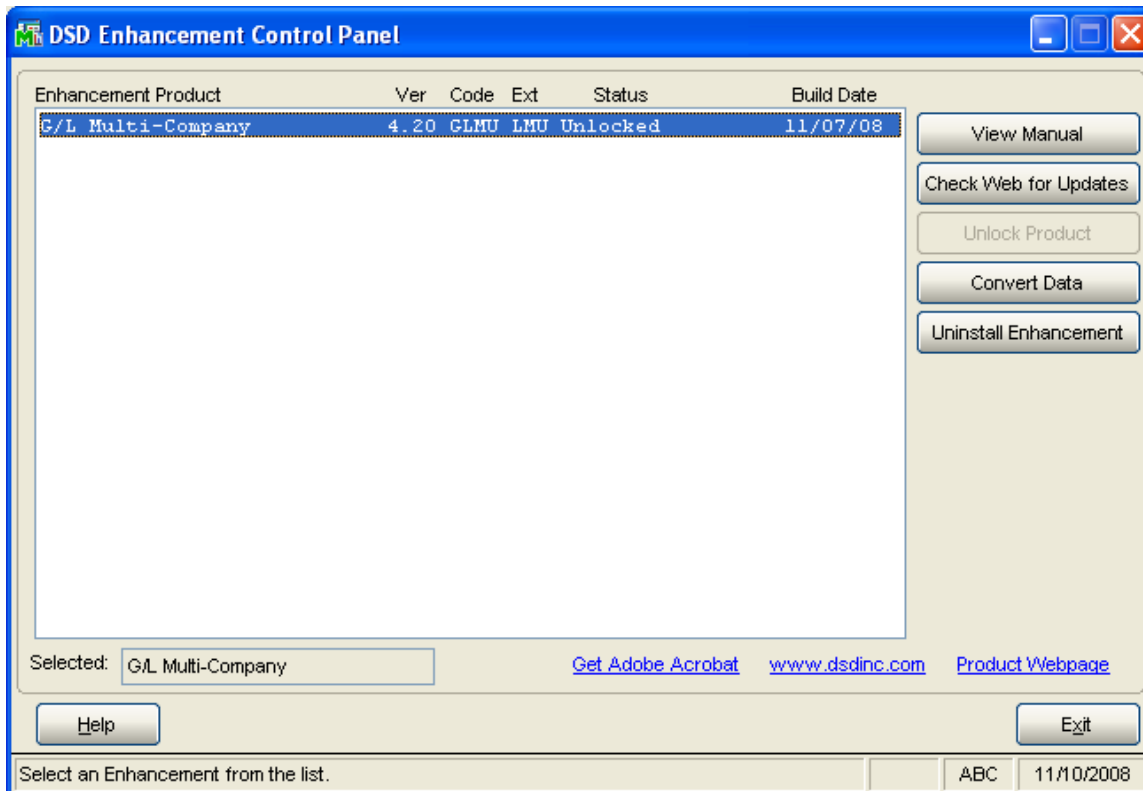 DSD Enhancement Control Panel
Enhancement Product Ver Code Ext Status Build Date
G/L Multi-Company 4.20 GLMU LMU Unlocked 11/07/08
View Manual
Check Web for Updates
Unlock Product
Convert Data
Uninstall Enhancement
Selected: G/L Multi-Company Get Adobe Acrobat www.dsdinc.com Product Webpage
Help Exit
Select an Enhancement from the list. ABC 11/10/2008